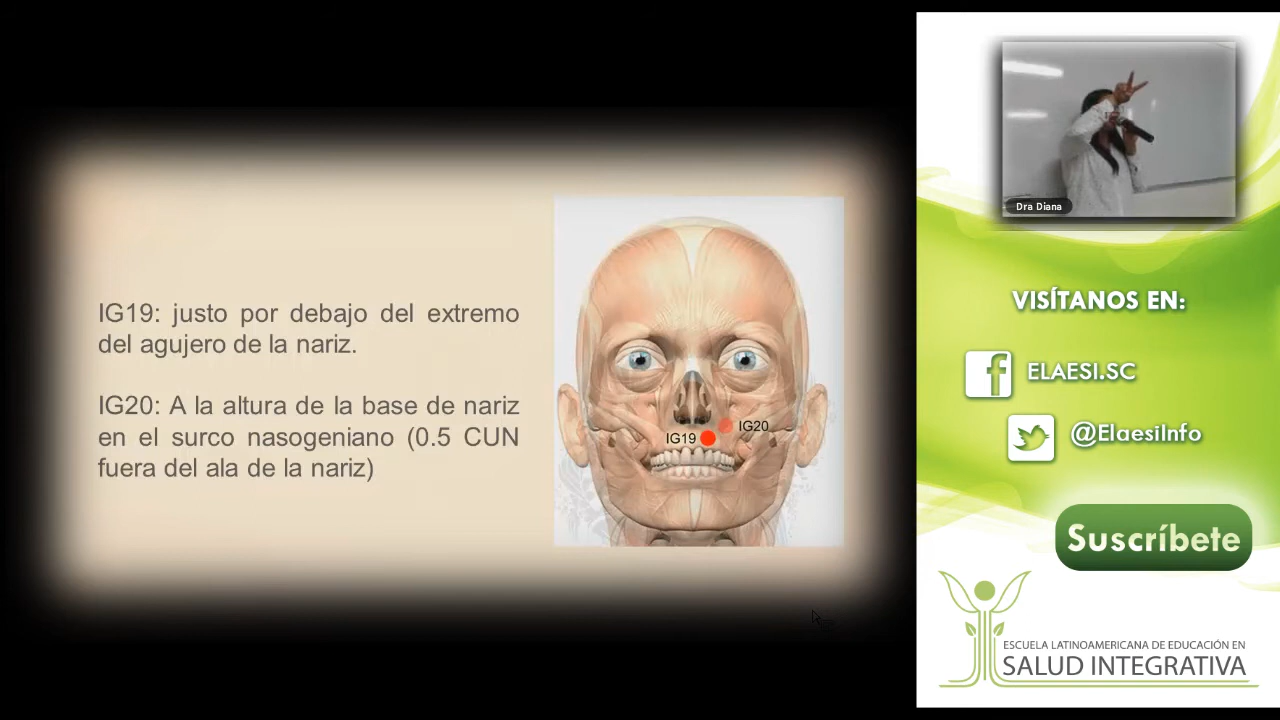 IG19: justo por debajo del extremo
del agujero de la nariz.
IG20: A la altura de la base de nariz
en el surco nasogeniano (0.5 CUN
fuera del ala de la nariz)
IG20
IG19
Dra Diana
VISÍTANOS EN:
ELAESI.SC
@ElaesiInfo
Suscríbete
ESCUELA LATINOAMERICANA DE EDUCACIÓN EN
SALUD INTEGRATIVA